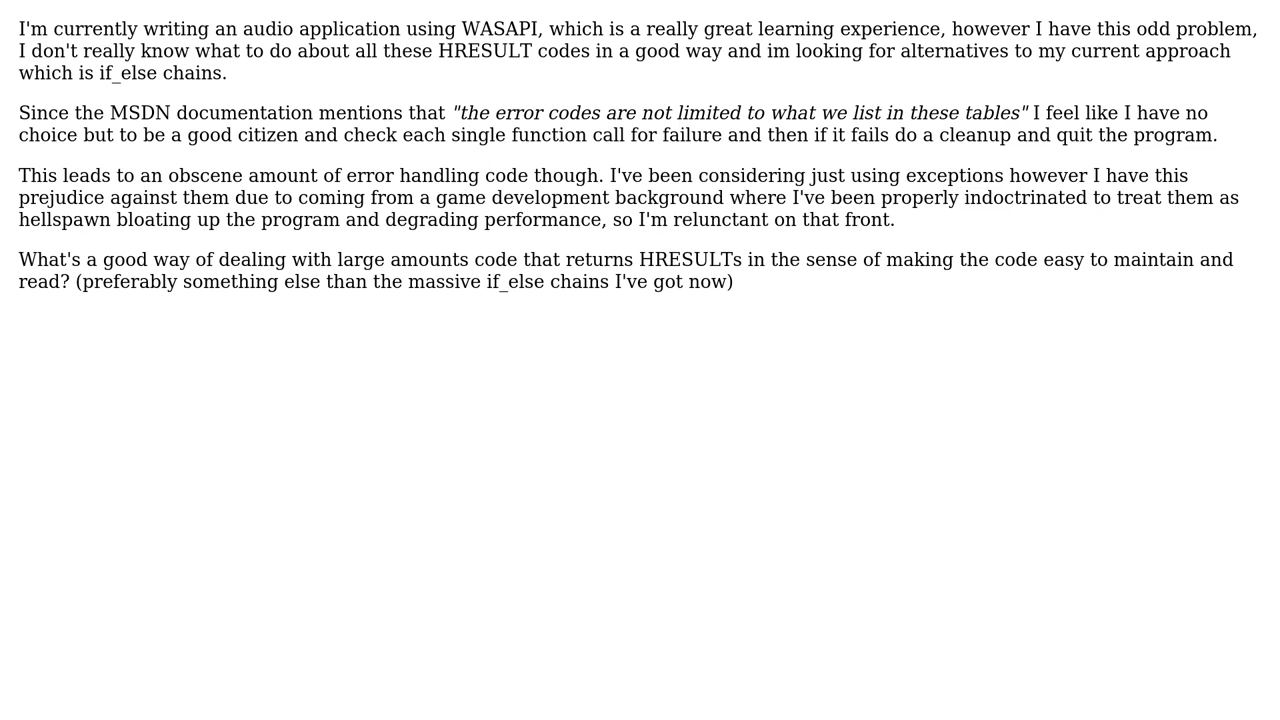 I'm currently writing an audio application using WASAPI, which is a really great learning experience, however I have this odd problem,
I don't really know what to do about all these HRESULT codes in a good way and im looking for alternatives to my current approach
which is if_else chains.
Since the MSDN documentation mentions that "the error codes are not limited to what we list in these tables" I feel like I have no
choice but to be a good citizen and check each single function call for failure and then if it fails do a cleanup and quit the program.
This leads to an obscene amount of error handling code though. I've been considering just using exceptions however I have this
prejudice against them due to coming from a game development background where I've been properly indoctrinated to treat them as
hellspawn bloating up the program and degrading performance, so I'm relunctant on that front.
What's a good way of dealing with large amounts code that returns HRESULTs in the sense of making the code easy to maintain and
read? (preferably something else than the massive if_else chains I've got now)